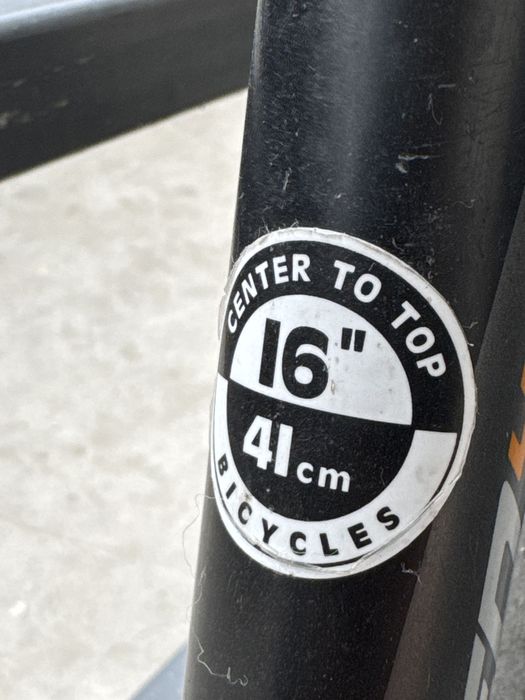 CENTER TO TOP
16"
41cm
BICYCLES